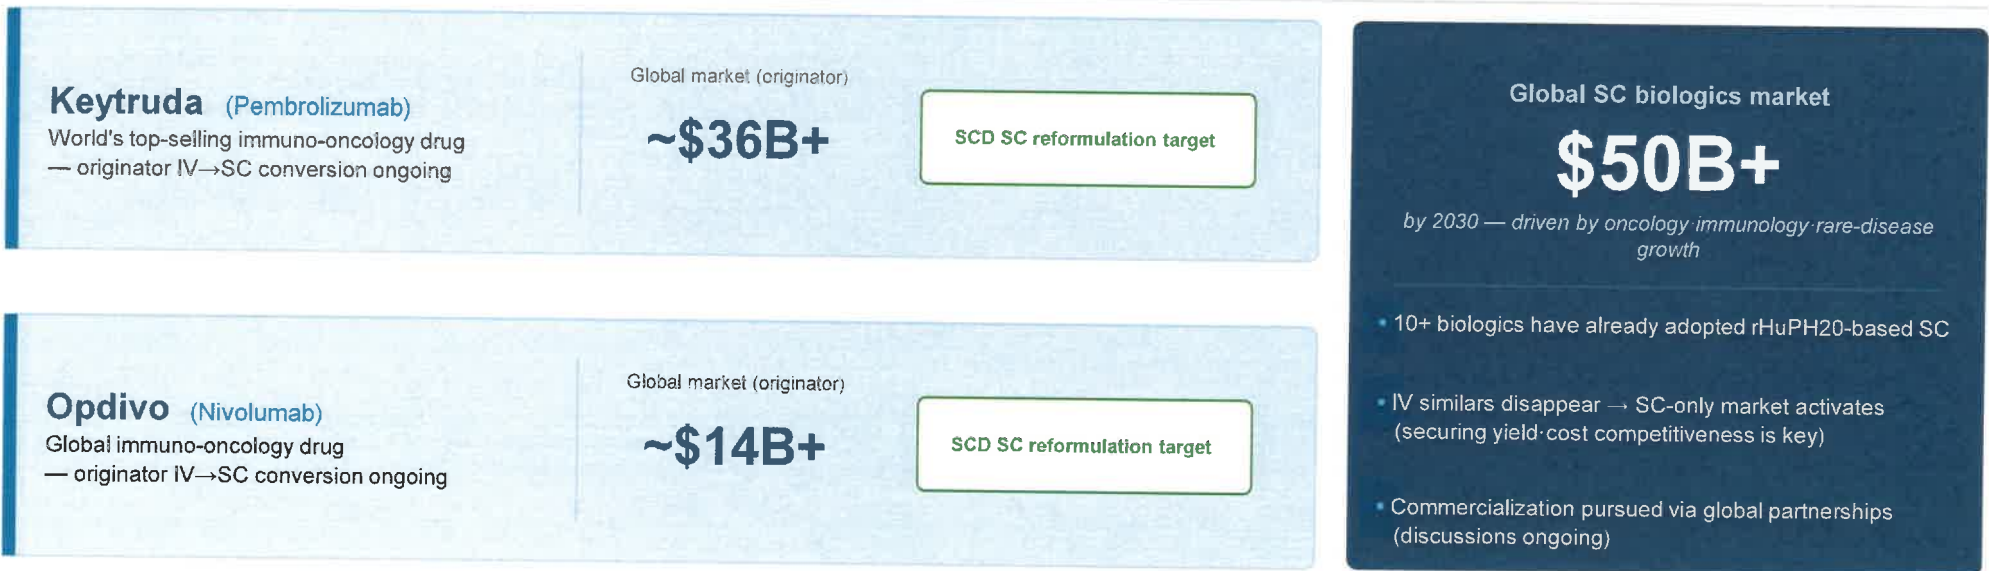 Keytruda (Pembrolizumab)
World's top-selling immuno-oncology drug
— originator IV→SC conversion ongoing
Global market (originator)
~$36B+
SCD SC reformulation target
Opdivo (Nivolumab)
Global immuno-oncology drug
— originator IV→SC conversion ongoing
Global market (originator)
~$14B+
SCD SC reformulation target
Global SC biologics market
$50B+
by 2030 — driven by oncology·immunology·rare-disease
growth
• 10+ biologics have already adopted rHuPH20-based SC
• IV similars disappear → SC-only market activates
(securing yield·cost competitiveness is key)
• Commercialization pursued via global partnerships
(discussions ongoing)